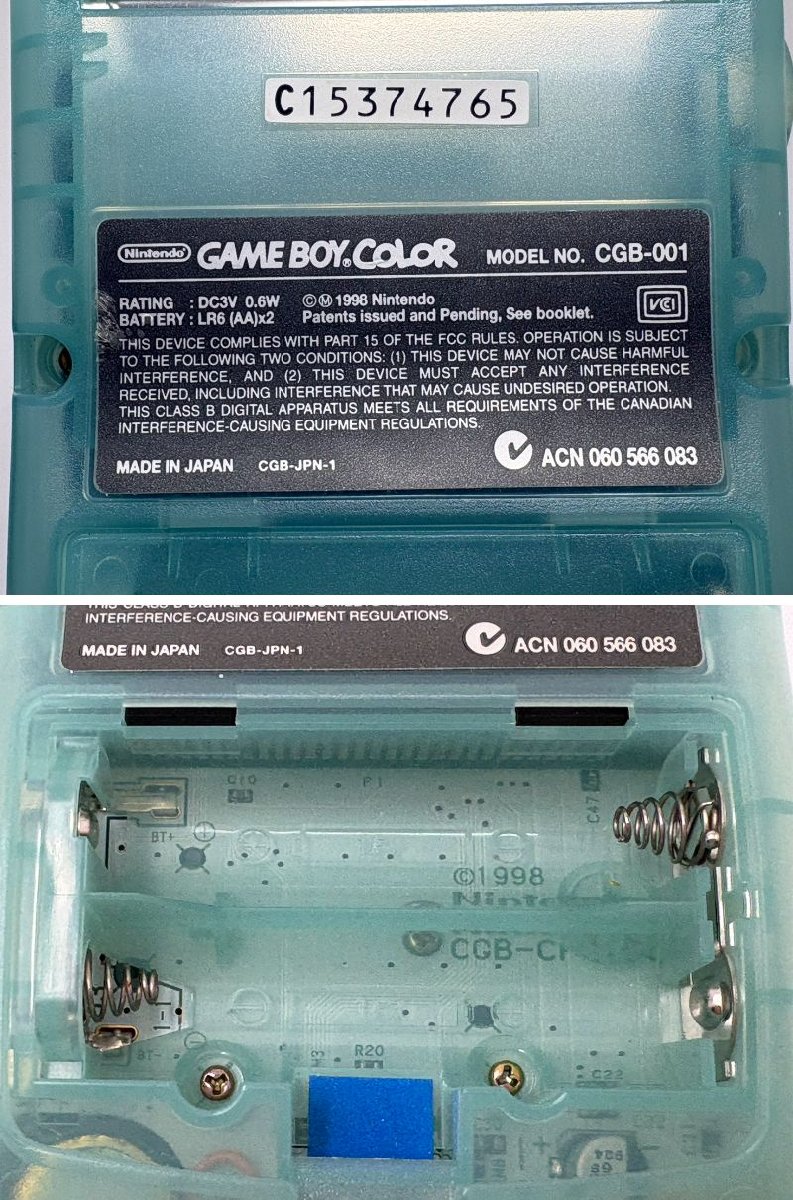 C15374765
Nintendo GAME BOY COLOR MODEL NO. CGB-001
RATING : DC3V 0.6W ©Ⓜ 1998 Nintendo
BATTERY : LR6 (AA)x2 Patents issued and Pending, See booklet.
VCI
THIS DEVICE COMPLIES WITH PART 15 OF THE FCC RULES. OPERATION IS SUBJECT
TO THE FOLLOWING TWO CONDITIONS: (1) THIS DEVICE MAY NOT CAUSE HARMFUL
INTERFERENCE, AND (2) THIS DEVICE MUST ACCEPT ANY INTERFERENCE
RECEIVED, INCLUDING INTERFERENCE THAT MAY CAUSE UNDESIRED OPERATION.
THIS CLASS B DIGITAL APPARATUS MEETS ALL REQUIREMENTS OF THE CANADIAN
INTERFERENCE-CAUSING EQUIPMENT REGULATIONS.
MADE IN JAPAN CGB-JPN-1 ACN 060 566 083
INTERFERENCE-CAUSING EQUIPMENT REGULATIONS.
MADE IN JAPAN CGB-JPN-1 ACN 060 566 083
C10 P1 C47
BT+
©1998
Nintendo
BT-
R20
C22